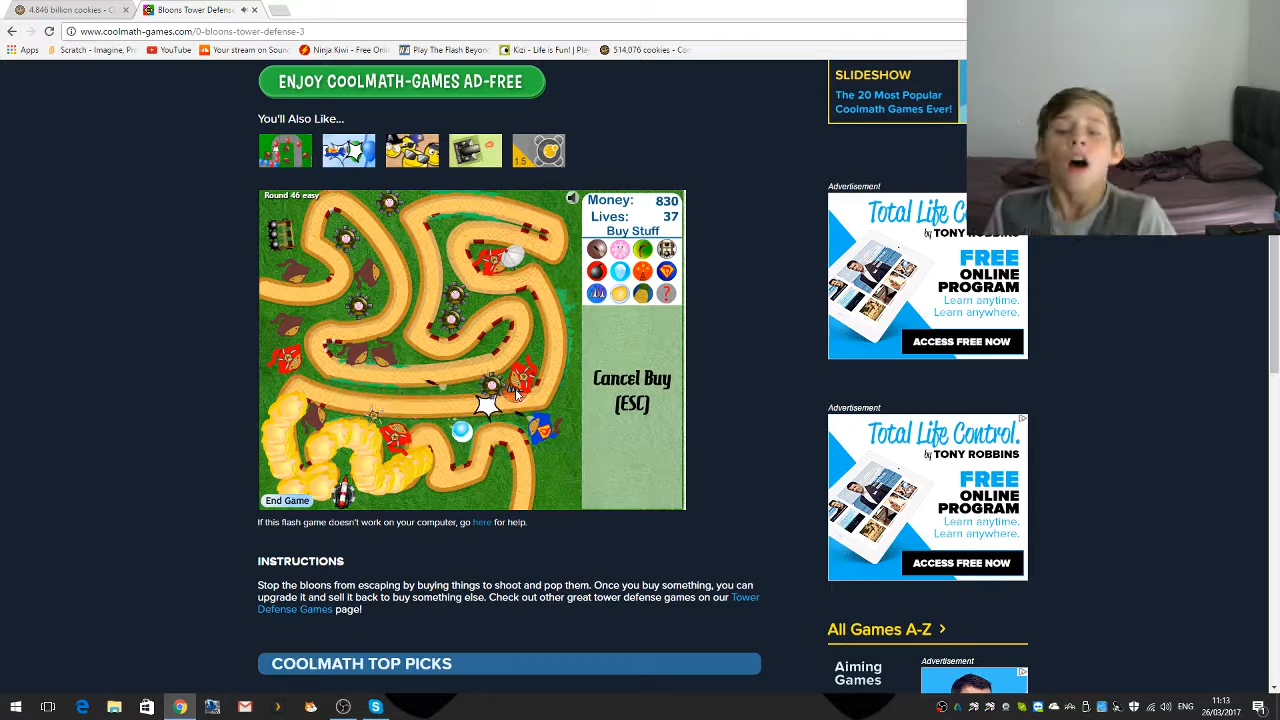 4.846 billion cookies - C
Bloons Tower Defens
www.coolmath-games.com/0-bloons-tower-defense-3
Apps
Scratch - Imagine, Pro
YouTube
Your stream on Sound
Ninja Kiwi - Free Onli
Play The Flash Beyond
Kizi - Life is Fun! | Play
514,076 cookies - Coo
ENJOY COOLMATH-GAMES AD-FREE
You'll Also Like...
1.5
Round 46 easy
Money: 830
Lives: 37
Buy Stuff
?
Cancel Buy
(ESC)
End Game
If this flash game doesn't work on your computer, go here for help.
INSTRUCTIONS
Stop the bloons from escaping by buying things to shoot and pop them. Once you buy something, you can
upgrade it and sell it back to buy something else. Check out other great tower defense games on our Tower
Defense Games page!
COOLMATH TOP PICKS
SLIDESHOW
The 20 Most Popular
Coolmath Games Ever!
Advertisement
Total Life C
by TONY ROBBINS
FREE
ONLINE
PROGRAM
Learn anytime.
Learn anywhere.
ACCESS FREE NOW
Advertisement
Total Life Control.
by TONY ROBBINS
FREE
ONLINE
PROGRAM
Learn anytime.
Learn anywhere.
ACCESS FREE NOW
All Games A-Z >
Aiming
Games
Advertisement
11:13
26/03/2017